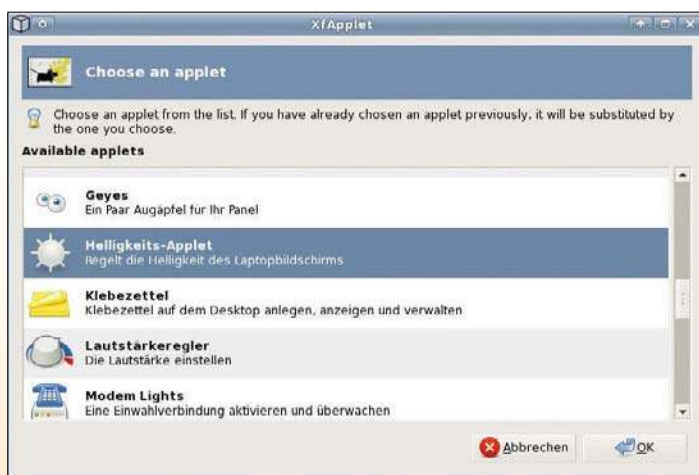 XfApplet
Choose an applet
Choose an applet from the list. If you have already chosen an applet previously, it will be substituted by
the one you choose.
Available applets
Geyes
Ein Paar Augäpfel für Ihr Panel
Helligkeits-Applet
Regelt die Helligkeit des Laptopbildschirms
Klebezettel
Klebezettel auf dem Desktop anlegen, anzeigen und verwalten
Lautstärkeregler
Die Lautstärke einstellen
Modem Lights
Eine Einwahlverbindung aktivieren und überwachen
Abbrechen OK